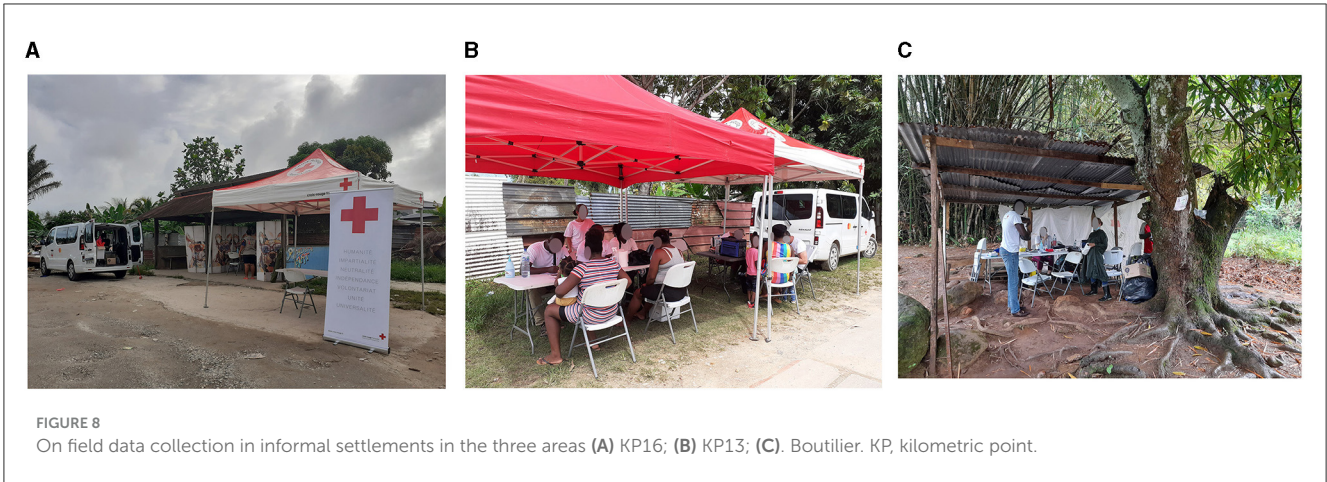 A
B
C
HUMANITÉ
IMPARTIALITÉ
NEUTRALITÉ
INDÉPENDANCE
VOLONTARIAT
UNITÉ
UNIVERSALITÉ
FIGURE 8
On field data collection in informal settlements in the three areas (A) KP16; (B) KP13; (C). Boutilier. KP, kilometric point.